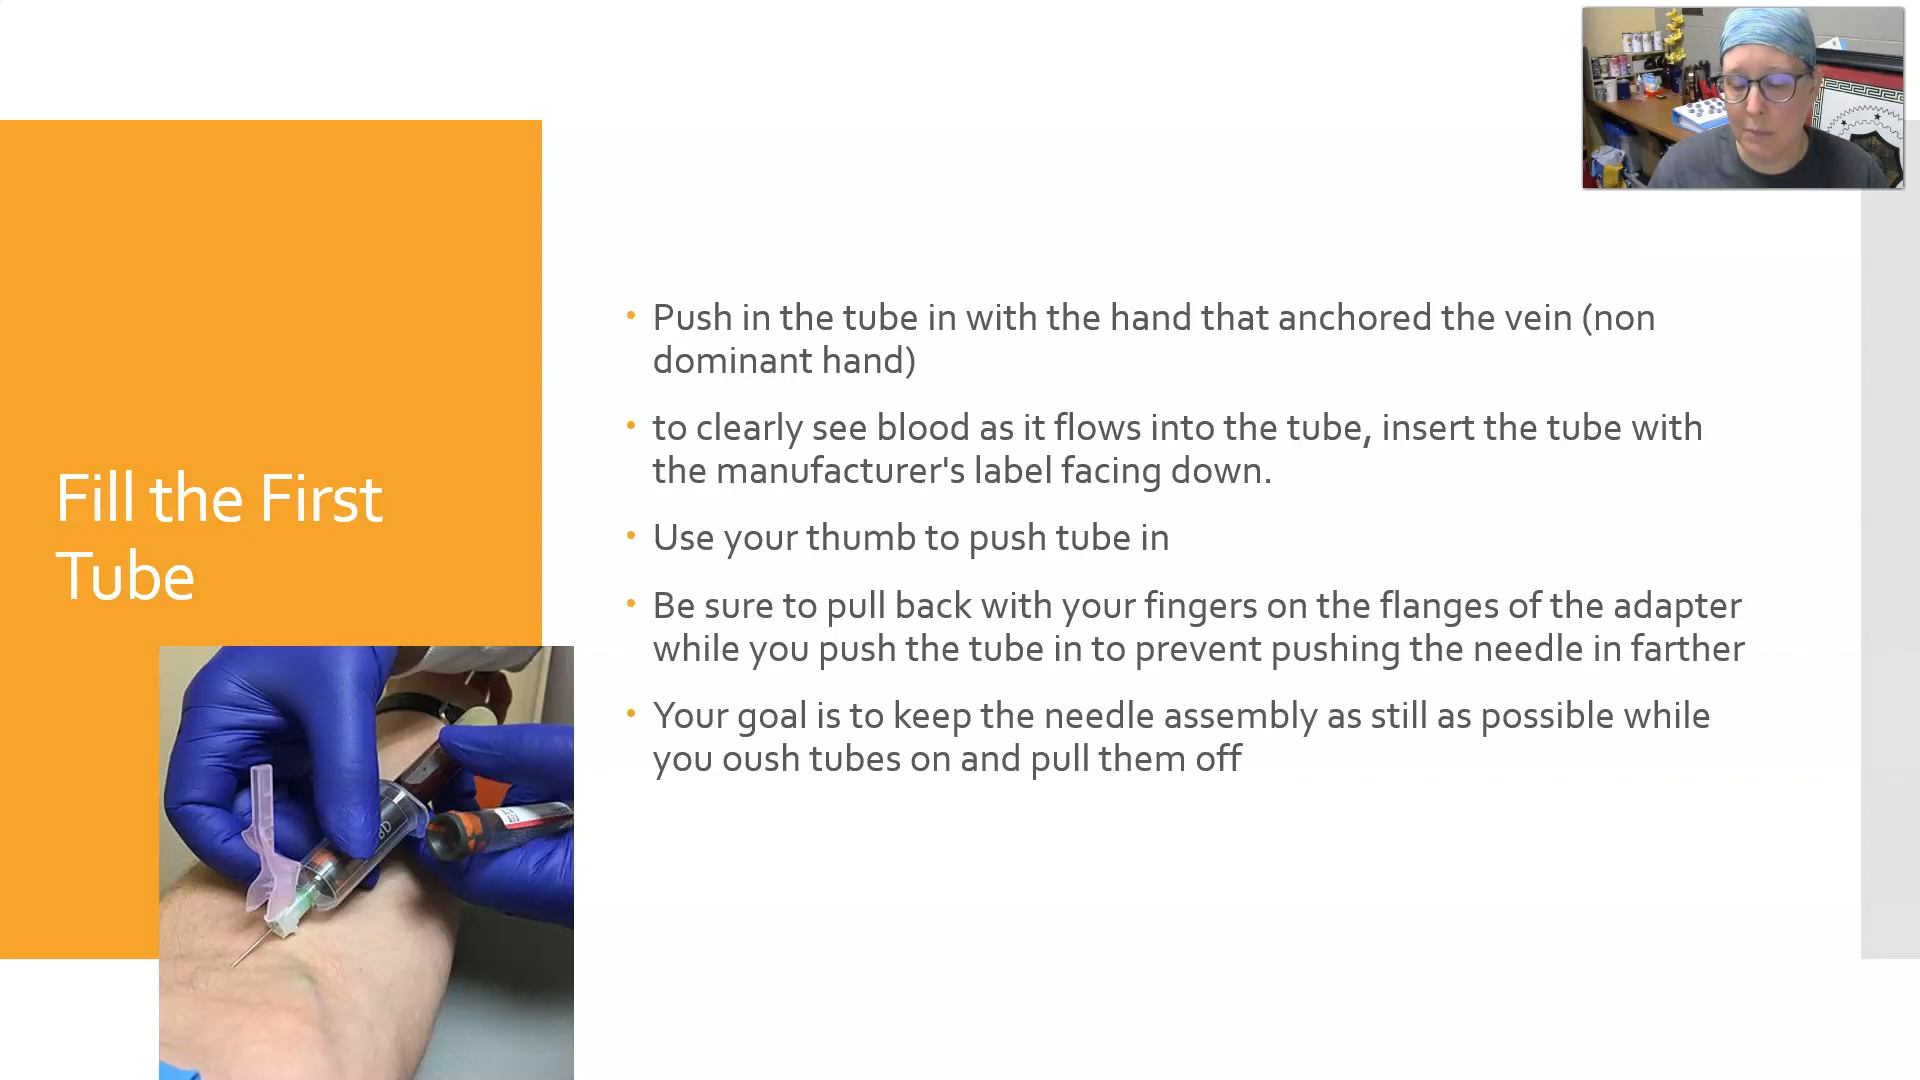 Fill the First
Tube
Push in the tube in with the hand that anchored the vein (non
dominant hand)
to clearly see blood as it flows into the tube, insert the tube with
the manufacturer's label facing down.
Use your thumb to push tube in
Be sure to pull back with your fingers on the flanges of the adapter
while you push the tube in to prevent pushing the needle in farther
Your goal is to keep the needle assembly as still as possible while
you oush tubes on and pull them off
BD